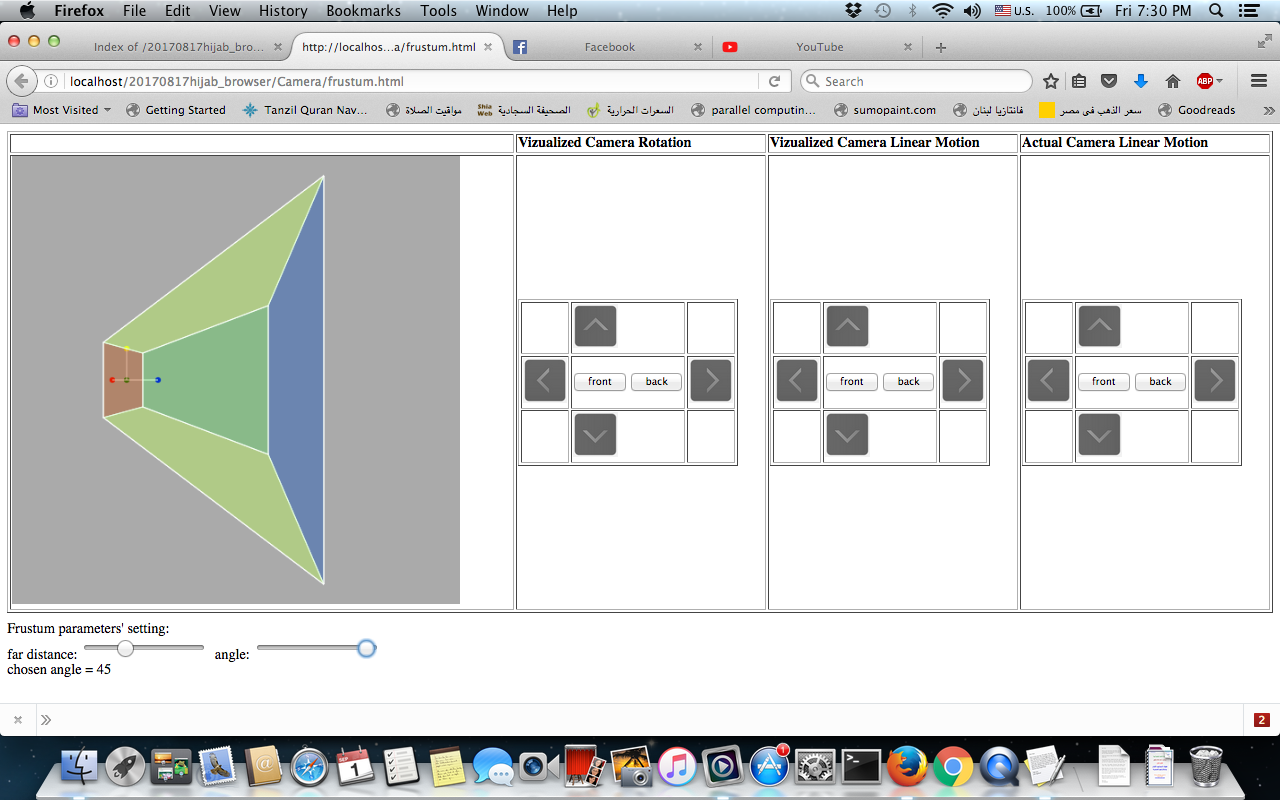 Firefox File Edit View History Bookmarks Tools Window Help U.S. 100% Fri 7:30 PM
Index of /20170817hijab_bro... http://localhos...a/frustum.html Facebook YouTube
localhost/20170817hijab_browser/Camera/frustum.html Search ABP
Most Visited Getting Started Tanzil Quran Nav... مواقيت الصلاة Shia Web الصحيفة السجادية السعرات الحرارية parallel computin... sumopaint.com فانتازيا لبنان سعر الذهب في مصر Goodreads
Vizualized Camera Rotation Vizualized Camera Linear Motion Actual Camera Linear Motion
front back front back front back
Frustum parameters' setting:
far distance: angle:
chosen angle = 45
2
SEP 1 1